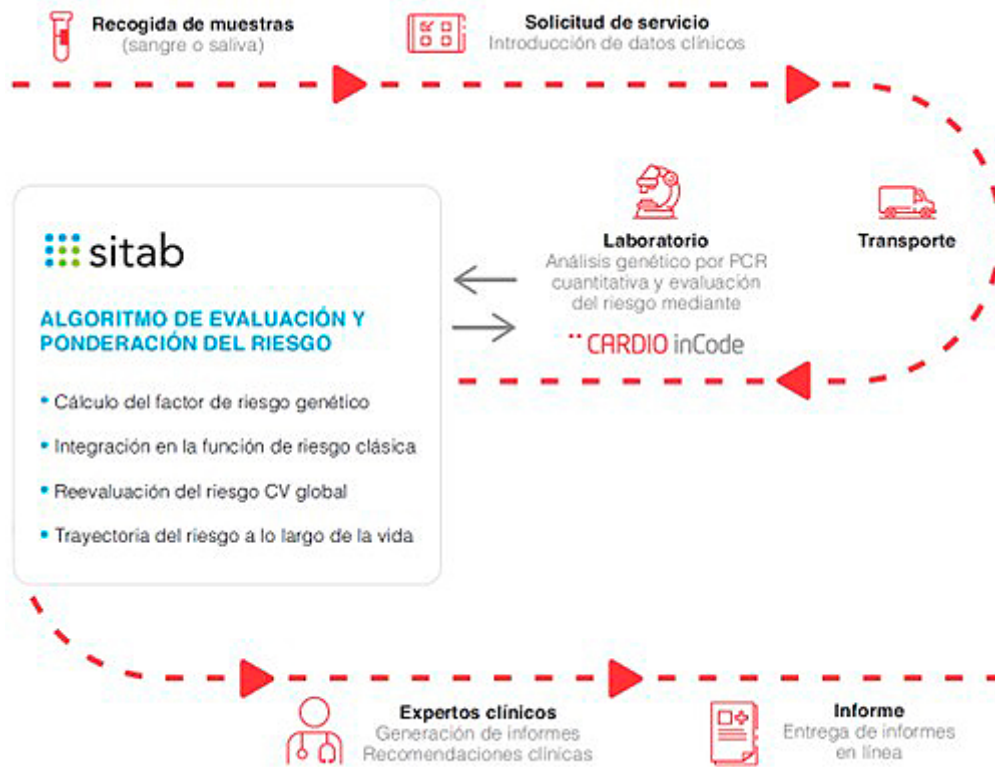 Recogida de muestras
(sangre o saliva)
Solicitud de servicio
Introducción de datos clínicos
Transporte
Laboratorio
Análisis genético por PCR
cuantitativa y evaluación
del riesgo mediante
CARDIO inCode
sitab
ALGORITMO DE EVALUACIÓN Y
PONDERACIÓN DEL RIESGO
• Cálculo del factor de riesgo genético
• Integración en la función de riesgo clásica
• Reevaluación del riesgo CV global
• Trayectoria del riesgo a lo largo de la vida
Expertos clínicos
Generación de informes
Recomendaciones clínicas
Informe
Entrega de informes
en línea